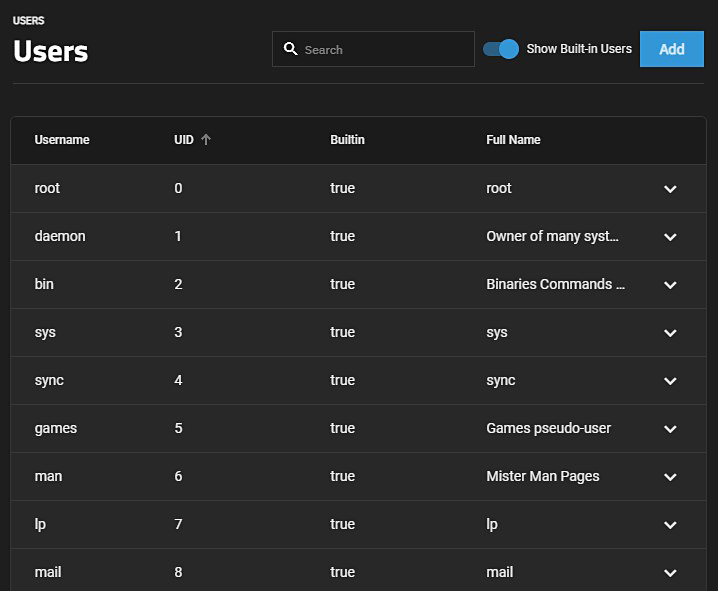 USERS
Users
Search
Show Built-in Users
Add
Username UID Builtin Full Name
root 0 true root
daemon 1 true Owner of many syst...
bin 2 true Binaries Commands ...
sys 3 true sys
sync 4 true sync
games 5 true Games pseudo-user
man 6 true Mister Man Pages
lp 7 true lp
mail 8 true mail